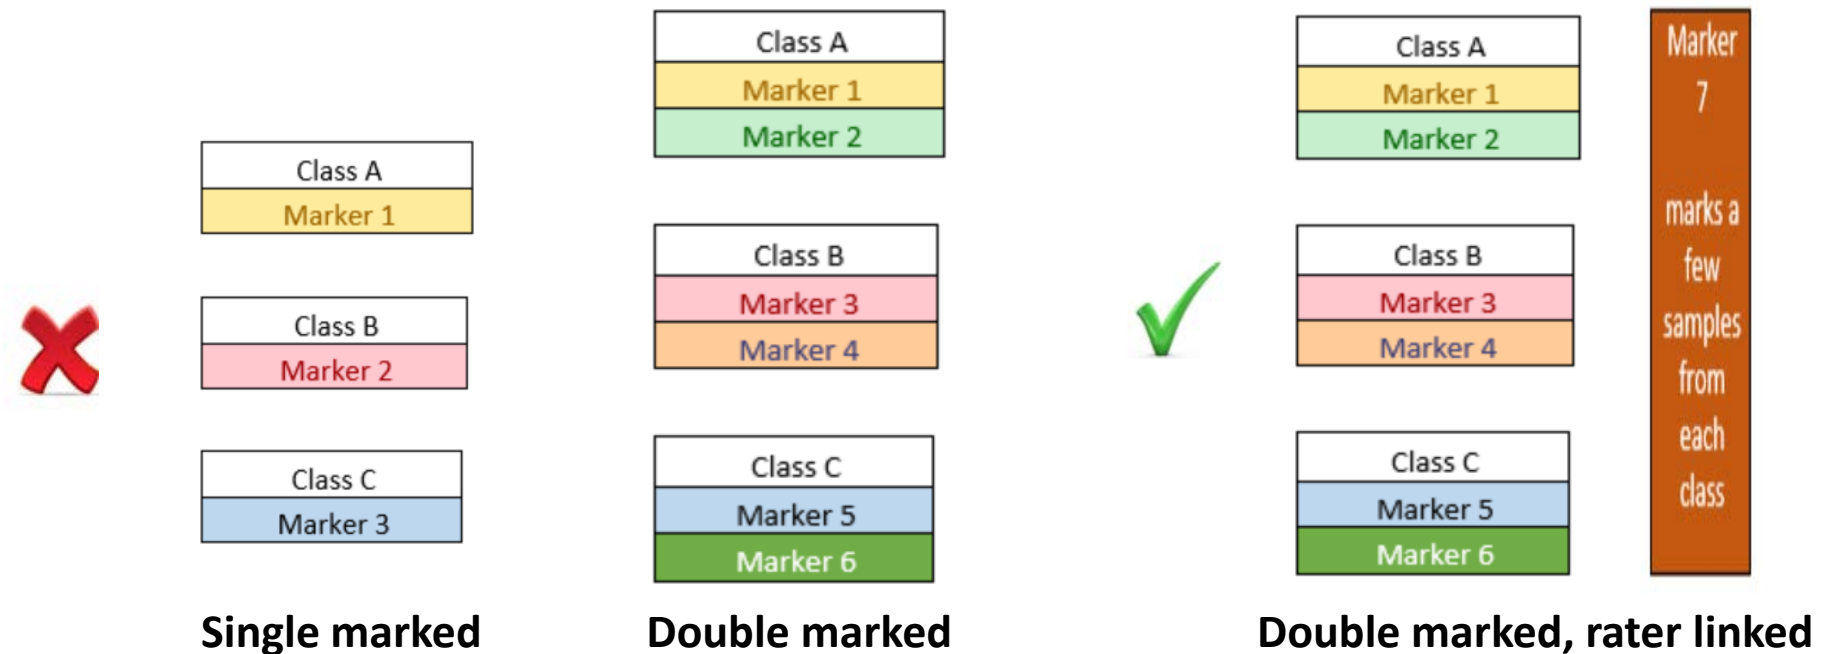 Class A
Marker 1
Class B
Marker 2
Class C
Marker 3
Single marked
Class A
Marker 1
Marker 2
Class B
Marker 3
Marker 4
Class C
Marker 5
Marker 6
Double marked
Class A
Marker 1
Marker 2
Class B
Marker 3
Marker 4
Class C
Marker 5
Marker 6
Marker
7
marks a
few
samples
from
each
class
Double marked, rater linked